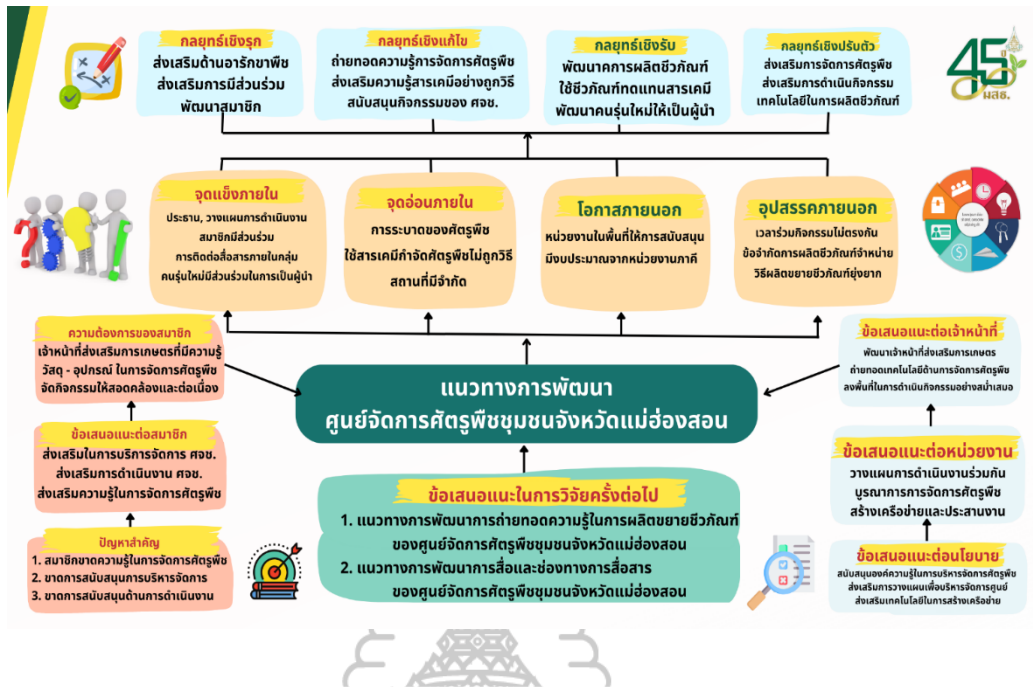 กลยุทธ์เชิงรุก
ส่งเสริมด้านอารักขาพืช
ส่งเสริมการมีส่วนร่วม
พัฒนาสมาชิก
กลยุทธ์เชิงแก้ไข
ถ่ายทอดความรู้การจัดการศัตรูพืช
ส่งเสริมความรู้สารเคมีอย่างถูกวิธี
สนับสนุนกิจกรรมของ ศจช.
กลยุทธ์เชิงรับ
พัฒนาคการผลิตชีวภัณฑ์
ใช้ชีวภัณฑ์ทดแทนสารเคมี
พัฒนาคนรุ่นใหม่ให้เป็นผู้นำ
กลยุทธ์เชิงปรับตัว
ส่งเสริมการจัดการศัตรูพืช
ส่งเสริมการดำเนินกิจกรรม
เทคโนโลยีในการผลิตชีวภัณฑ์
45 ปี
มสธ.
จุดแข็งภายใน
ประธาน, วางแผนการดำเนินงาน
สมาชิกมีส่วนร่วม
การติดต่อสื่อสารภายในกลุ่ม
คนรุ่นใหม่มีส่วนร่วมในการเป็นผู้นำ
จุดอ่อนภายใน
การระบาดของศัตรูพืช
ใช้สารเคมีกำจัดศัตรูพืชไม่ถูกวิธี
สถานที่มีจำกัด
โอกาสภายนอก
หน่วยงานในพื้นที่ให้การสนับสนุน
มีงบประมาณจากหน่วยงานภาคี
อุปสรรคภายนอก
เวลาร่วมกิจกรรมไม่ตรงกัน
ข้อจำกัดการผลิตชีวภัณฑ์จำหน่าย
วิธีผลิตขยายชีวภัณฑ์ยุ่งยาก
ความต้องการของสมาชิก
เจ้าหน้าที่ส่งเสริมการเกษตรที่มีความรู้
วัสดุ - อุปกรณ์ ในการจัดการศัตรูพืช
จัดกิจกรรมให้สอดคล้องและต่อเนื่อง
ข้อเสนอแนะต่อสมาชิก
ส่งเสริมในการบริการจัดการ ศจช.
ส่งเสริมการดำเนินงาน ศจช.
ส่งเสริมความรู้ในการจัดการศัตรูพืช
ปัญหาสำคัญ
1. สมาชิกขาดความรู้ในการจัดการศัตรูพืช
2. ขาดการสนับสนุนการบริหารจัดการ
3. ขาดการสนับสนุนด้านการดำเนินงาน
แนวทางการพัฒนา
ศูนย์จัดการศัตรูพืชชุมชนจังหวัดแม่ฮ่องสอน
ข้อเสนอแนะในการวิจัยครั้งต่อไป
1. แนวทางการพัฒนาการถ่ายทอดความรู้ในการผลิตขยายชีวภัณฑ์
ของศูนย์จัดการศัตรูพืชชุมชนจังหวัดแม่ฮ่องสอน
2. แนวทางการพัฒนาการสื่อและช่องทางการสื่อสาร
ของศูนย์จัดการศัตรูพืชชุมชนจังหวัดแม่ฮ่องสอน
ข้อเสนอแนะต่อเจ้าหน้าที่
พัฒนาเจ้าหน้าที่ส่งเสริมการเกษตร
ถ่ายทอดเทคโนโลยีด้านการจัดการศัตรูพืช
ลงพื้นที่ในการดำเนินกิจกรรมอย่างสม่ำเสมอ
ข้อเสนอแนะต่อหน่วยงาน
วางแผนการดำเนินงานร่วมกัน
บูรณาการการจัดการศัตรูพืช
สร้างเครือข่ายและประสานงาน
ข้อเสนอแนะต่อนโยบาย
สนับสนุนองค์ความรู้ในการบริหารจัดการศัตรูพืช
ส่งเสริมการวางแผนเพื่อบริหารจัดการศูนย์
ส่งเสริมเทคโนโลยีในการสร้างเครือข่าย